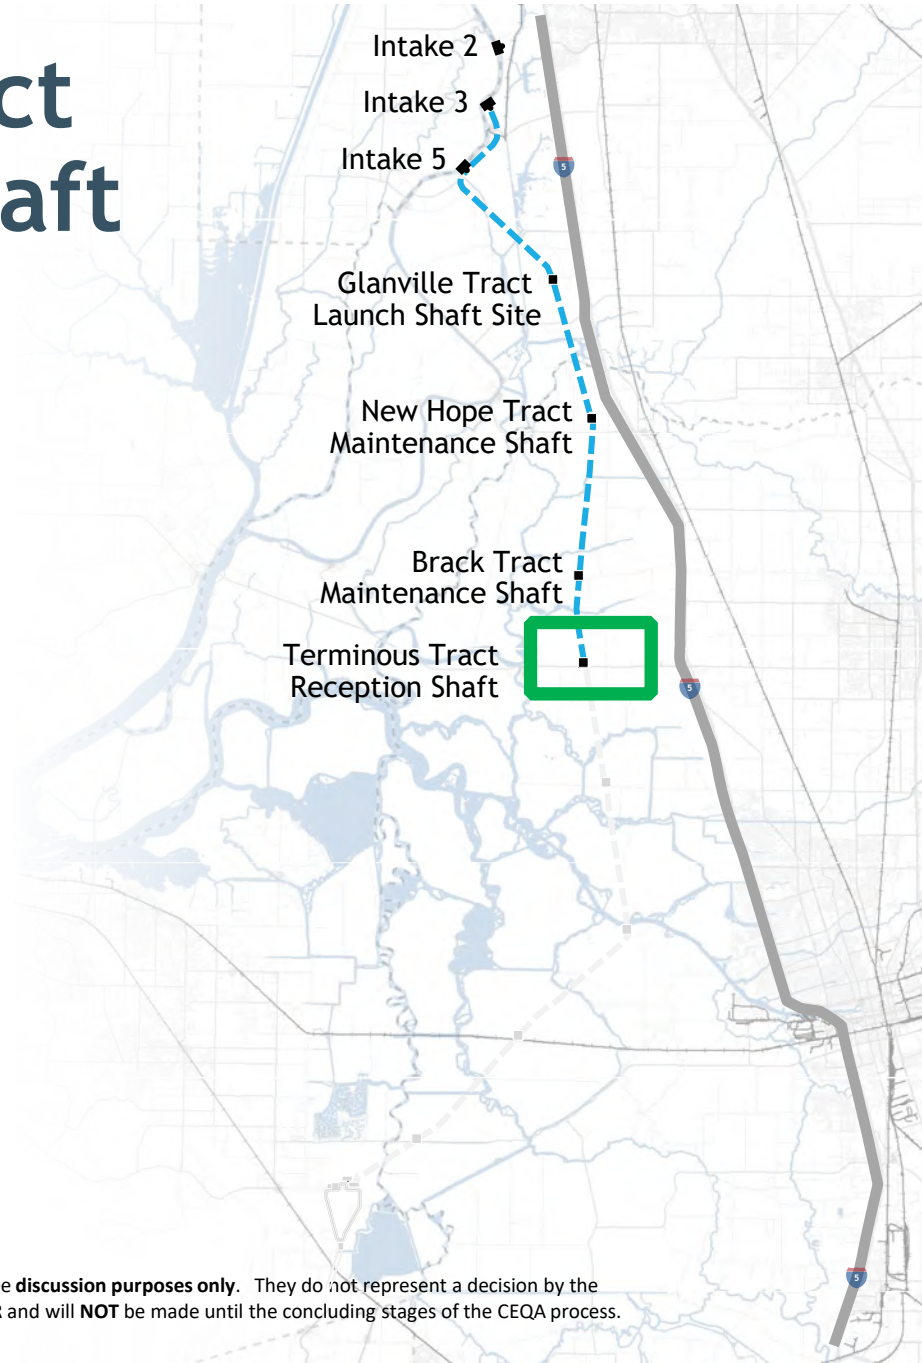 ct
aft
Intake 2
Intake 3
Intake 5
5
Glanville Tract
Launch Shaft Site
New Hope Tract
Maintenance Shaft
Brack Tract
Maintenance Shaft
Terminous Tract
Reception Shaft
5
5
e discussion purposes only. They do not represent a decision by the
R and will NOT be made until the concluding stages of the CEQA process.